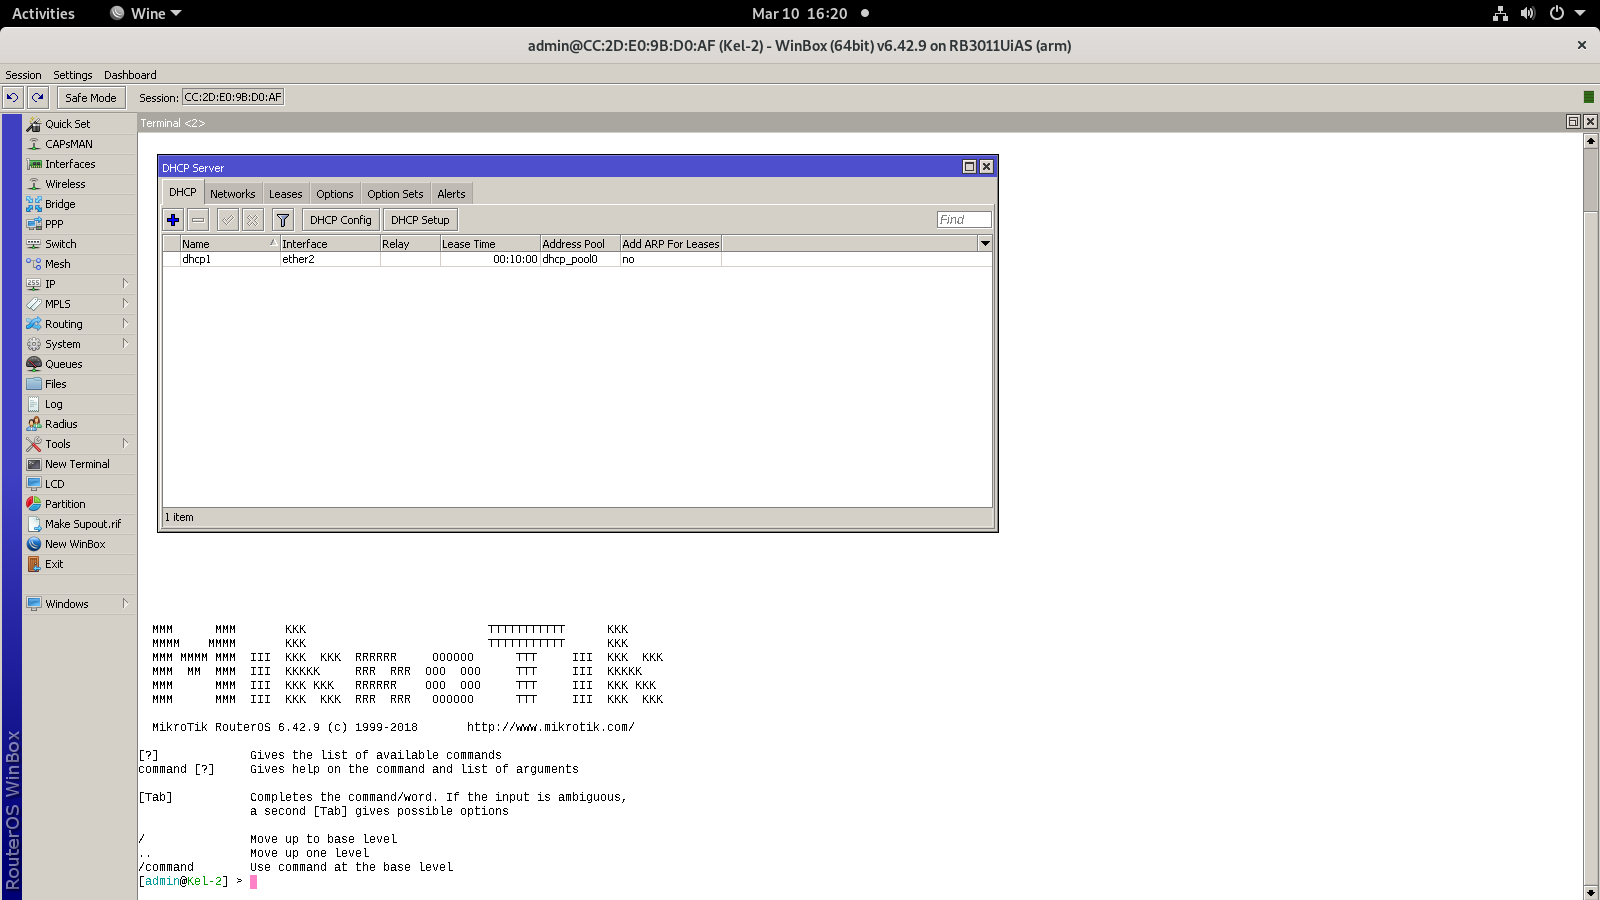 Activities Wine Mar 10 16:20
admin@CC:2D:E0:9B:D0:AF (Kel-2) - WinBox (64bit) v6.42.9 on RB3011UiAS (arm)
Session Settings Dashboard
Safe Mode Session: CC:2D:E0:9B:D0:AF
RouterOS WinBox
Quick Set
CAPsMAN
Interfaces
Wireless
Bridge
PPP
Switch
Mesh
IP
MPLS
Routing
System
Queues
Files
Log
Radius
Tools
New Terminal
LCD
Partition
Make Supout.rif
New WinBox
Exit
Windows
Terminal <2>
DHCP Server
DHCP Networks Leases Options Option Sets Alerts
DHCP Config DHCP Setup Find
Name Interface Relay Lease Time Address Pool Add ARP For Leases
dhcp1 ether2 00:10:00 dhcp_pool0 no
1 item
MMM      MMM       KKK                          TTTTTTTTTTT      KKK
MMMM    MMMM       KKK                          TTTTTTTTTTT      KKK
MMM MMMM MMM  III  KKK  KKK  RRRRRR     OOOOOO      TTT     III  KKK  KKK
MMM  MM  MMM  III  KKKKK     RRR  RRR  OOO  OOO     TTT     III  KKKKK
MMM      MMM  III  KKK KKK   RRRRRR    OOO  OOO     TTT     III  KKK KKK
MMM      MMM  III  KKK  KKK  RRR  RRR   OOOOOO      TTT     III  KKK  KKK
MikroTik RouterOS 6.42.9 (c) 1999-2018       http://www.mikrotik.com/
[?]             Gives the list of available commands
command [?]     Gives help on the command and list of arguments
[Tab]           Completes the command/word. If the input is ambiguous,
a second [Tab] gives possible options
/               Move up to base level
..              Move up one level
/command        Use command at the base level
[admin@Kel-2] >